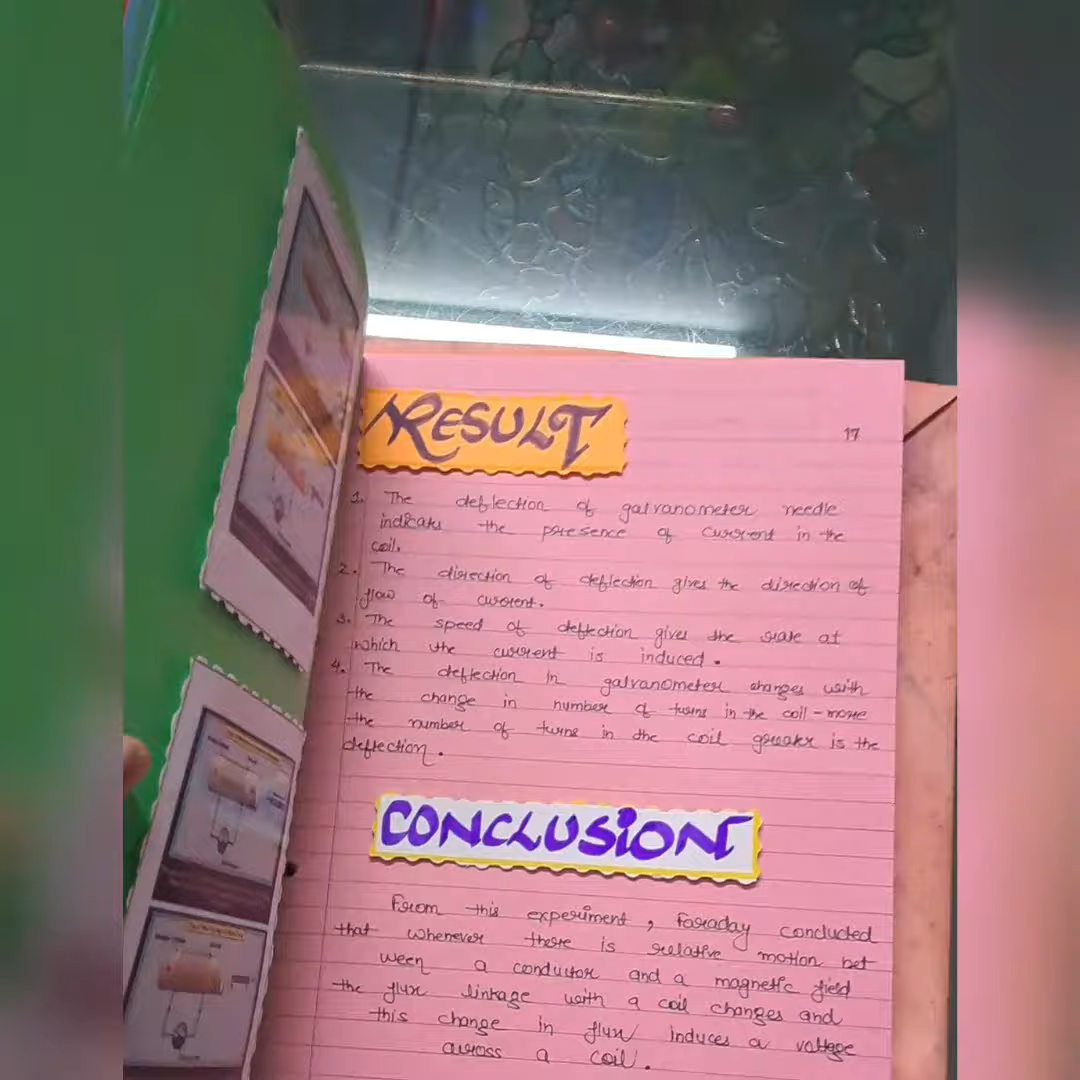 RESULT
17
1. The deflection of galvanometer needle
indicates the presence of current in the
coil.
2. The direction of deflection gives the direction of
flow of current.
3. The speed of deflection gives the rate at
which the current is induced.
4. The deflection in galvanometer changes with
the change in number of turns in the coil - more
the number of turns in the coil greater is the
deflection.
CONCLUSION
From this experiment, Faraday concluded
that whenever there is relative motion bet
ween a conductor and a magnetic field
the flux linkage with a coil changes and
this change in flux induces a voltage
across a coil.